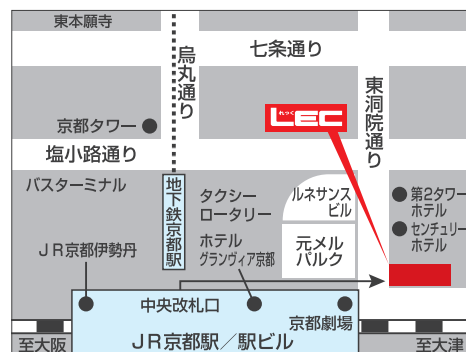 東本願寺
七条通り
烏丸通り
東洞院通り
れっく
LEC
京都タワー
塩小路通り
バスターミナル
地下鉄京都駅
タクシー
ロータリー
ルネサンス
ビル
第2タワー
ホテル
センチュリー
ホテル
JR京都伊勢丹
ホテル
グランヴィア京都
元メル
パルク
中央改札口
京都劇場
JR京都駅／駅ビル
至大阪
至大津